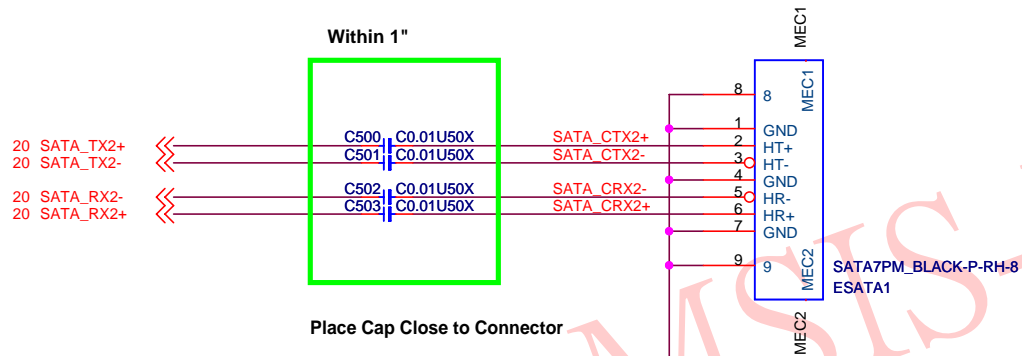 Within 1"
MEC1
8 8 MEC1
1 GND
20 SATA_TX2+ C500 C0.01U50X SATA_CTX2+ 2 HT+
20 SATA_TX2- C501 C0.01U50X SATA_CTX2- 3 HT-
4 GND
20 SATA_RX2- C502 C0.01U50X SATA_CRX2- 5 HR-
20 SATA_RX2+ C503 C0.01U50X SATA_CRX2+ 6 HR+
7 GND
9 9 MEC2 SATA7PM_BLACK-P-RH-8
ESATA1
Place Cap Close to Connector
MEC2
MSIS-